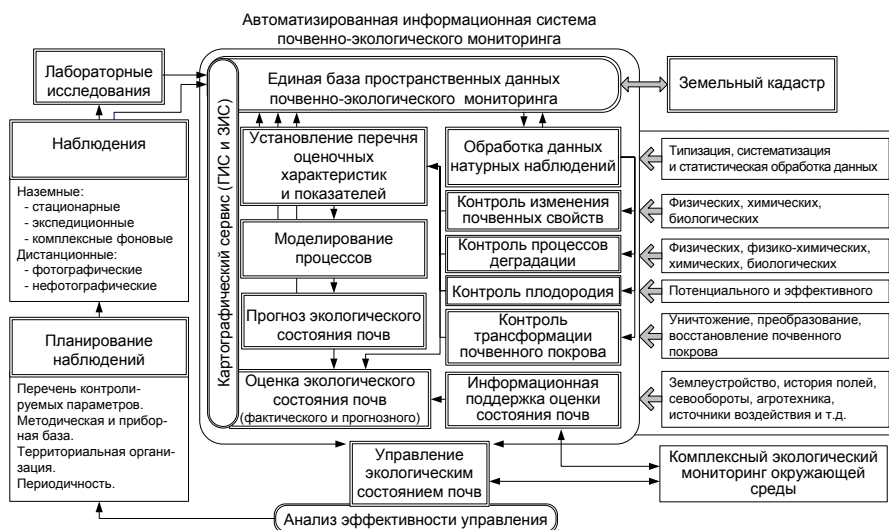 Автоматизированная информационная система
почвенно-экологического мониторинга
Лабораторные
исследования
Единая база пространственных данных
почвенно-экологического мониторинга
Земельный кадастр
Картографический сервис (ГИС и ЗИС)
Наблюдения
Наземные:
- стационарные
- экспедиционные
- комплексные фоновые
Дистанционные:
- фотографические
- нефотографические
Планирование
наблюдений
Перечень контроли-
руемых параметров.
Методическая и прибор-
ная база.
Территориальная органи-
зация.
Периодичность.
Установление перечня
оценочных
характеристик
и показателей
Моделирование
процессов
Прогноз экологического
состояния почв
Оценка экологического
состояния почв
(фактического и прогнозного)
Обработка данных
натурных наблюдений
Контроль изменения
почвенных свойств
Контроль процессов
деградации
Контроль плодородия
Контроль
трансформации
почвенного покрова
Информационная
поддержка оценки
состояния почв
Типизация, систематизация
и статистическая обработка данных
Физических, химических,
биологических
Физических, физико-химических,
химических, биологических
Потенциального и эффективного
Уничтожение, преобразование,
восстановление почвенного
покрова
Землеустройство, история полей,
севообороты, агротехника,
источники воздействия и т.д.
Управление
экологическим
состоянием почв
Комплексный экологический
мониторинг окружающей
среды
Анализ эффективности управления